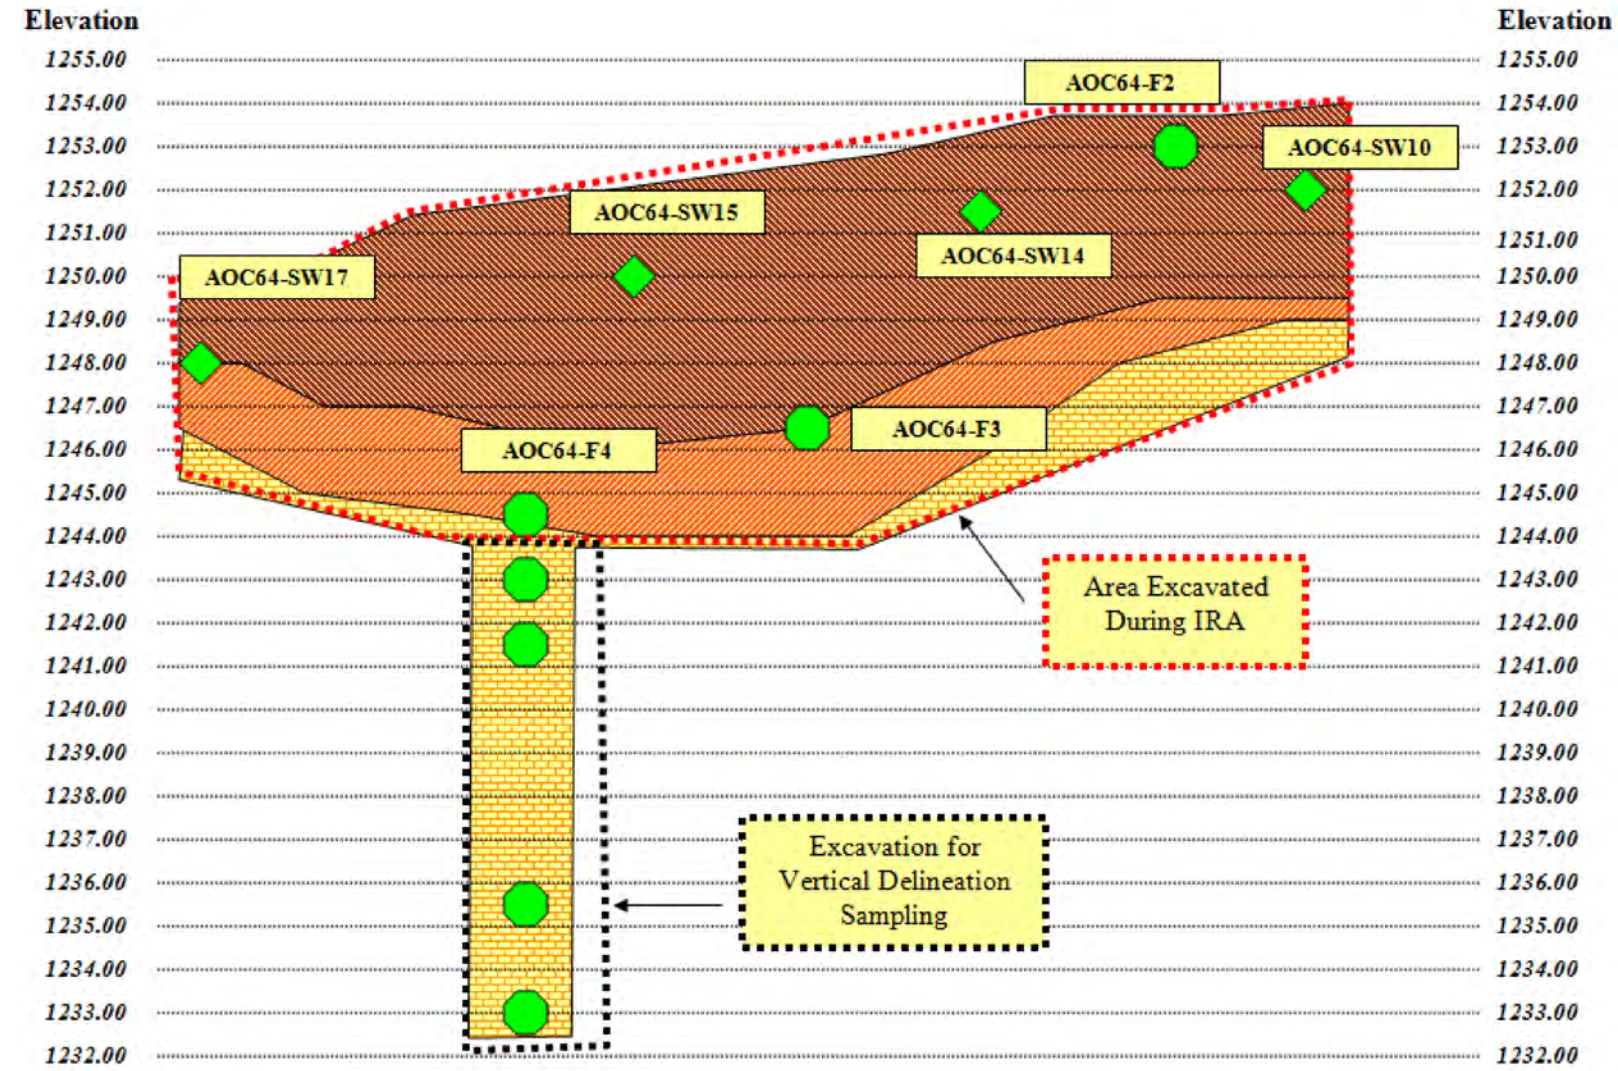 Elevation Elevation
1255.00 1255.00
AOC64-F2
1254.00 1254.00
1253.00 AOC64-SW10 1253.00
1252.00 1252.00
AOC64-SW15
1251.00 1251.00
AOC64-SW14
1250.00 AOC64-SW17 1250.00
1249.00 1249.00
1248.00 1248.00
1247.00 1247.00
AOC64-F3
1246.00 AOC64-F4 1246.00
1245.00 1245.00
1244.00 1244.00
1243.00 Area Excavated 1243.00
1242.00 During IRA 1242.00
1241.00 1241.00
1240.00 1240.00
1239.00 1239.00
1238.00 1238.00
1237.00 Excavation for 1237.00
1236.00 Vertical Delineation 1236.00
1235.00 Sampling 1235.00
1234.00 1234.00
1233.00 1233.00
1232.00 1232.00